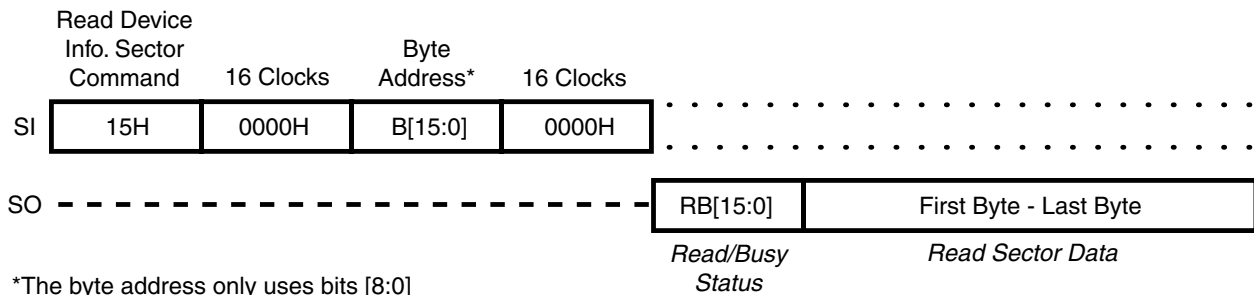 Read Device
Info. Sector
Command
16 Clocks
Byte
Address*
16 Clocks
SI
15H
0000H
B[15:0]
0000H
SO
RB[15:0]
First Byte - Last Byte
Read/Busy
Status
Read Sector Data
*The byte address only uses bits [8:0]